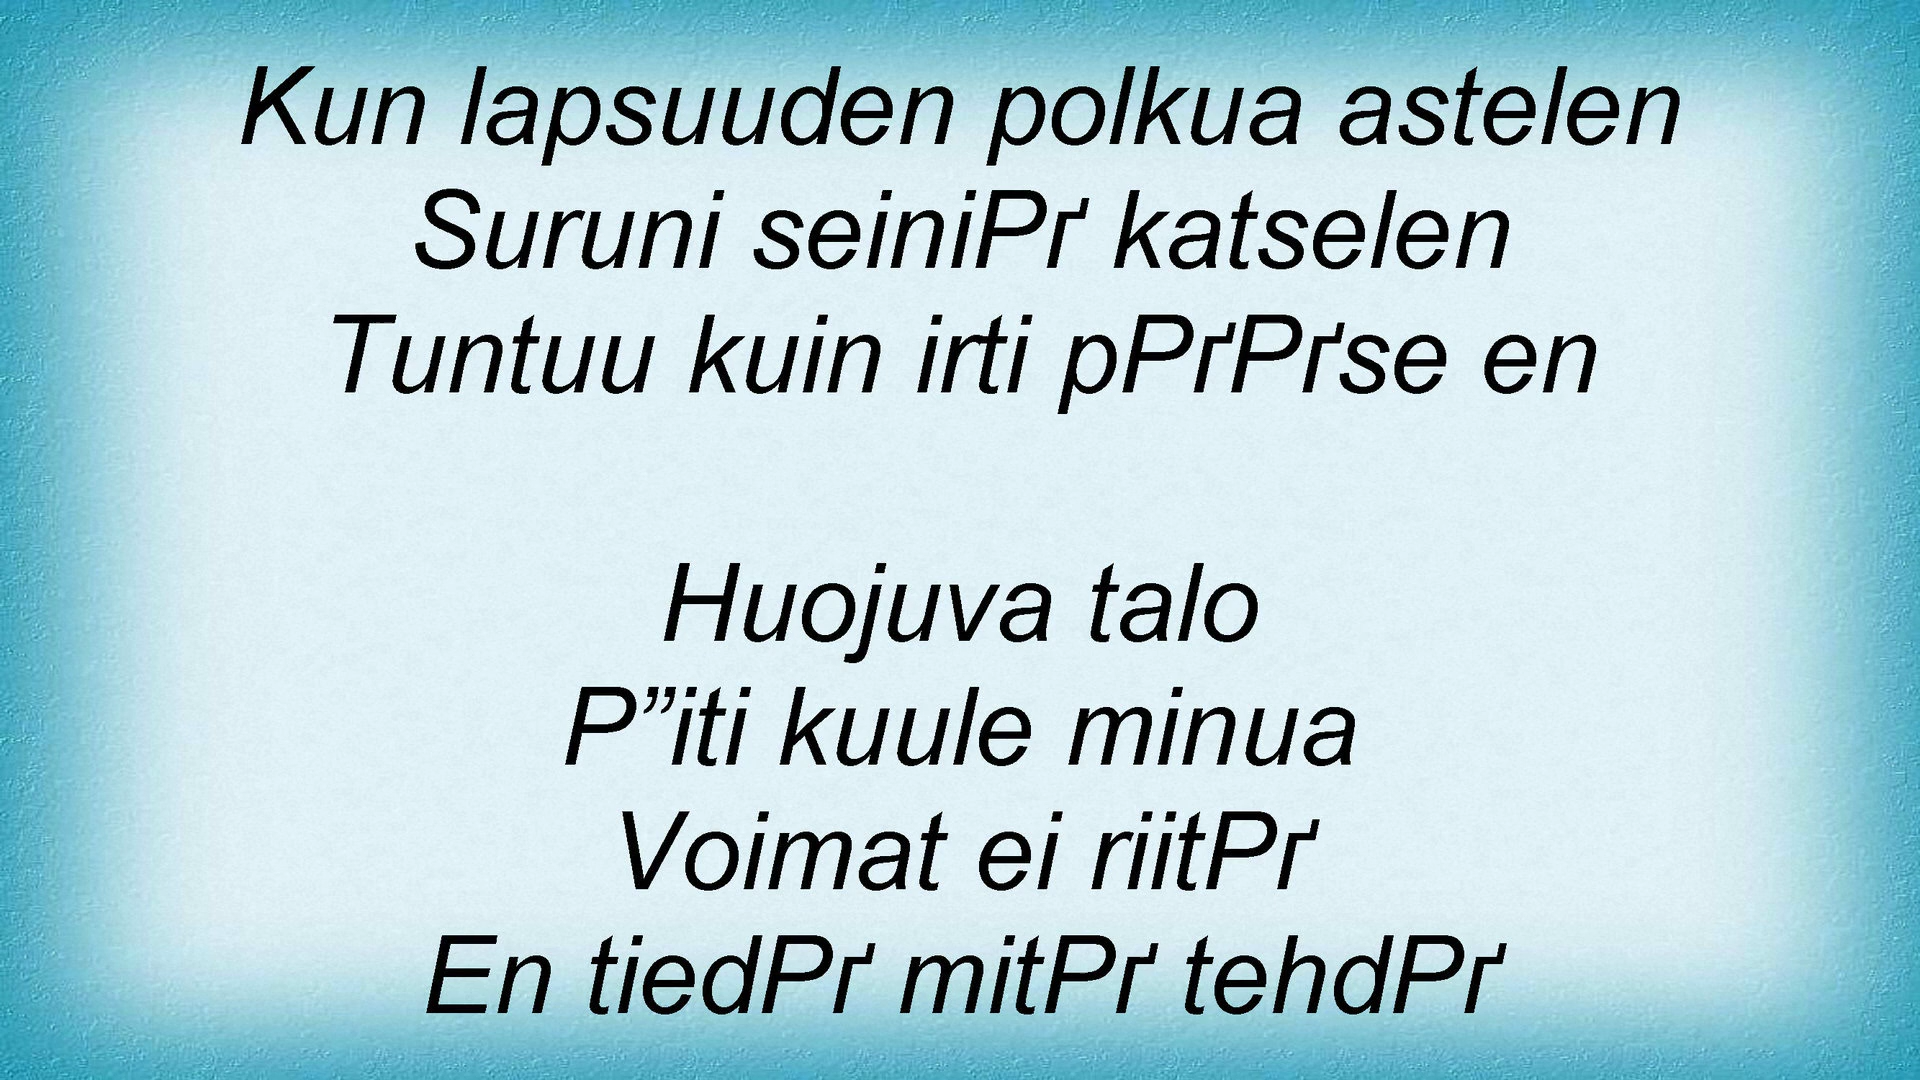 Kun lapsuuden polkua astelen
Suruni seiniPґ katselen
Tuntuu kuin irti pPґPґse en
Huojuva talo
P”iti kuule minua
Voimat ei riitPґ
En tiedPґ mitPґ tehdPґ